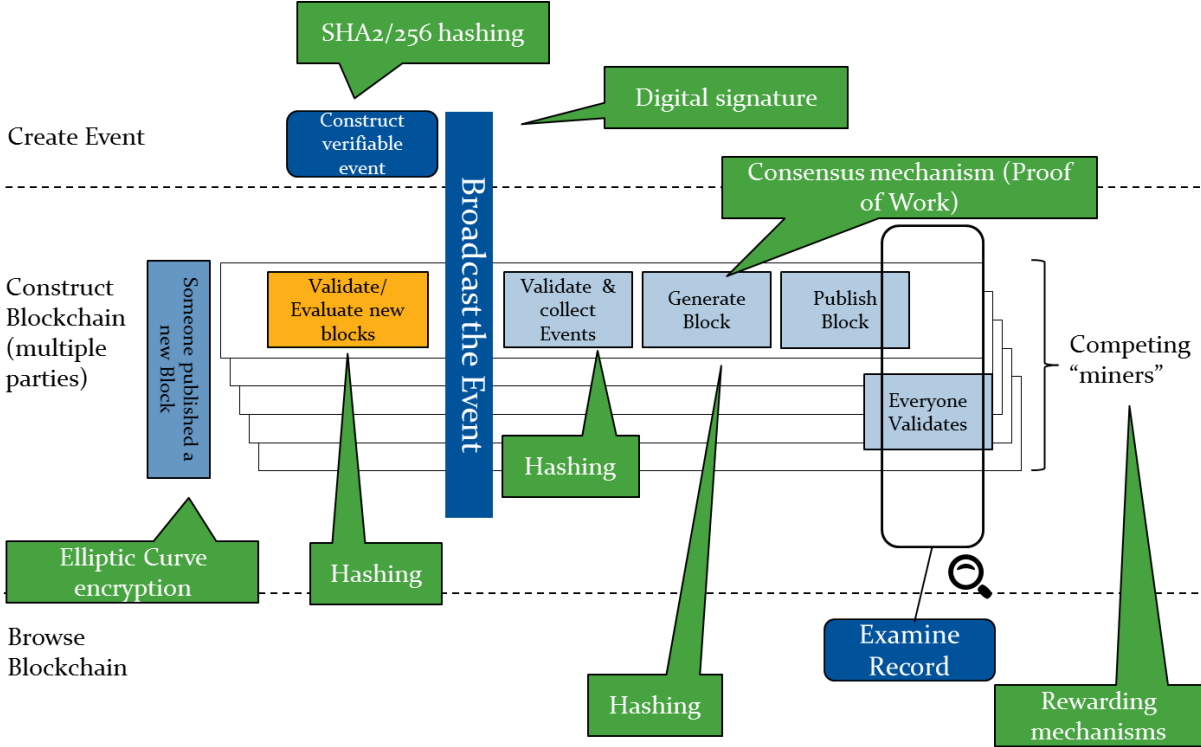 SHA2/256 hashing
Digital signature
Create Event
Construct
verifiable
event
Broadcast the Event
Consensus mechanism (Proof
of Work)
Construct
Blockchain
(multiple
parties)
Someone published a
new Block
Validate/
Evaluate new
blocks
Validate &
collect
Events
Generate
Block
Publish
Block
Everyone
Validates
Competing
“miners”
Hashing
Elliptic Curve
encryption
Hashing
Browse
Blockchain
Examine
Record
Hashing
Rewarding
mechanisms